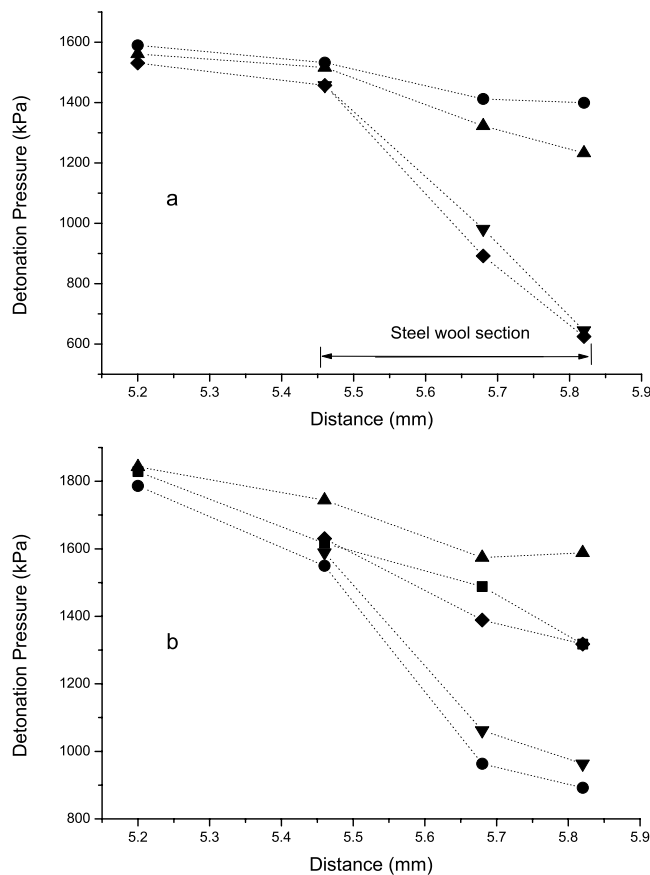 1600
1400
1200
1000
800
600
Detonation Pressure (kPa)
a
Steel wool section
5.2 5.3 5.4 5.5 5.6 5.7 5.8 5.9
Distance (mm)
1800
1600
1400
1200
1000
800
Detonation Pressure (kPa)
b
5.2 5.3 5.4 5.5 5.6 5.7 5.8 5.9
Distance (mm)